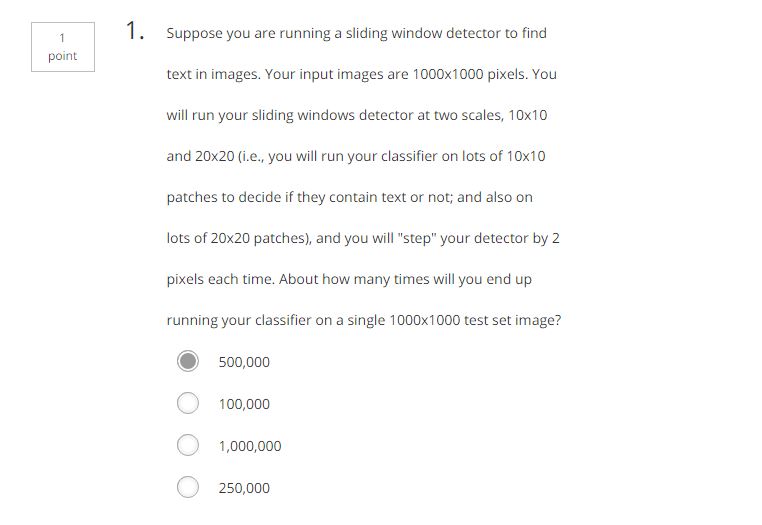 1
point
1.
Suppose you are running a sliding window detector to find
text in images. Your input images are 1000x1000 pixels. You
will run your sliding windows detector at two scales, 10x10
and 20x20 (i.e., you will run your classifier on lots of 10x10
patches to decide if they contain text or not; and also on
lots of 20x20 patches), and you will "step" your detector by 2
pixels each time. About how many times will you end up
running your classifier on a single 1000x1000 test set image?
500,000
100,000
1,000,000
250,000